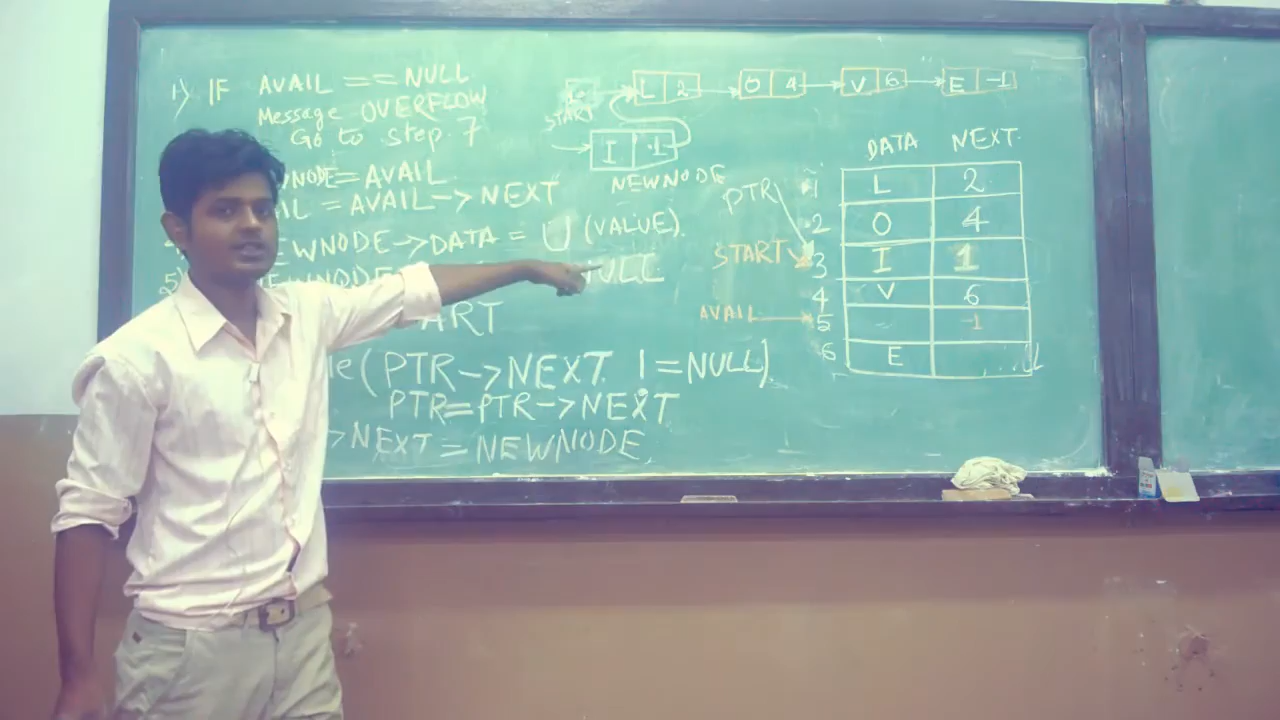 1) IF AVAIL == NULL
Message OVERFLOW
Go to step 7
NODE=AVAIL
IL = AVAIL->NEXT
EWNODE->DATA = U (VALUE).
5) NULL
ART
le(PTR->NEXT != NULL)
PTR=PTR->NEXT
>NEXT = NEWNODE
START
L 2
O 4
V 6
E -1
I 1
NEWNODE
DATA NEXT
1 L 2
PTR
2 O 4
START 3 I 1
4 V 6
AVAIL 5 -1
6 E